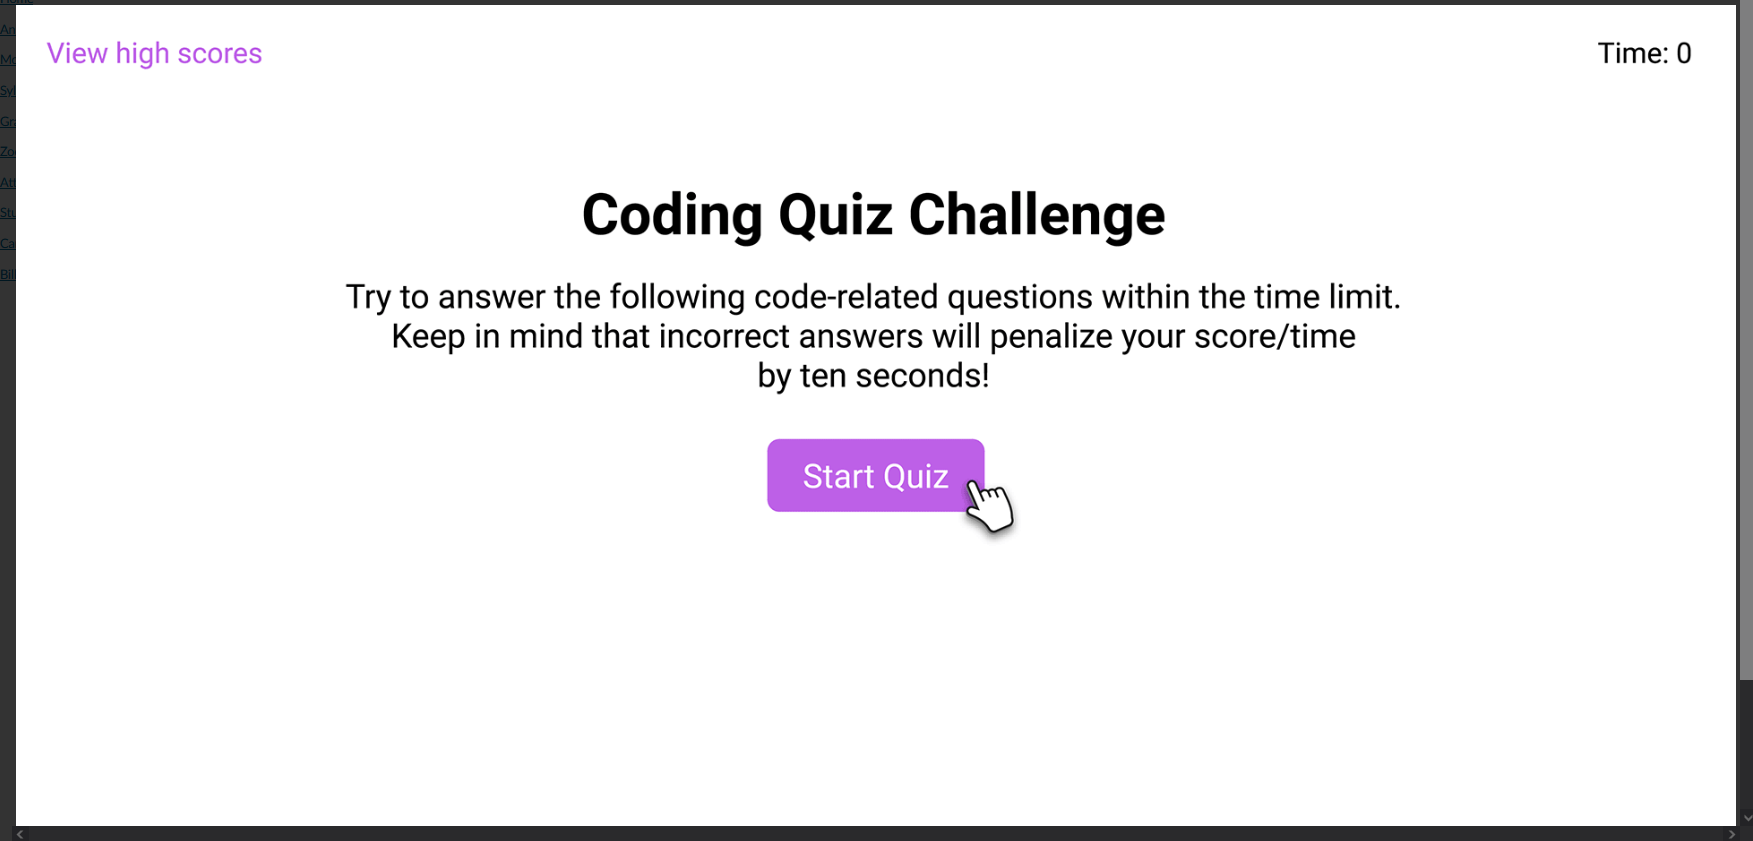 View high scores
Time: 0
Coding Quiz Challenge
Try to answer the following code-related questions within the time limit.
Keep in mind that incorrect answers will penalize your score/time
by ten seconds!
Start Quiz